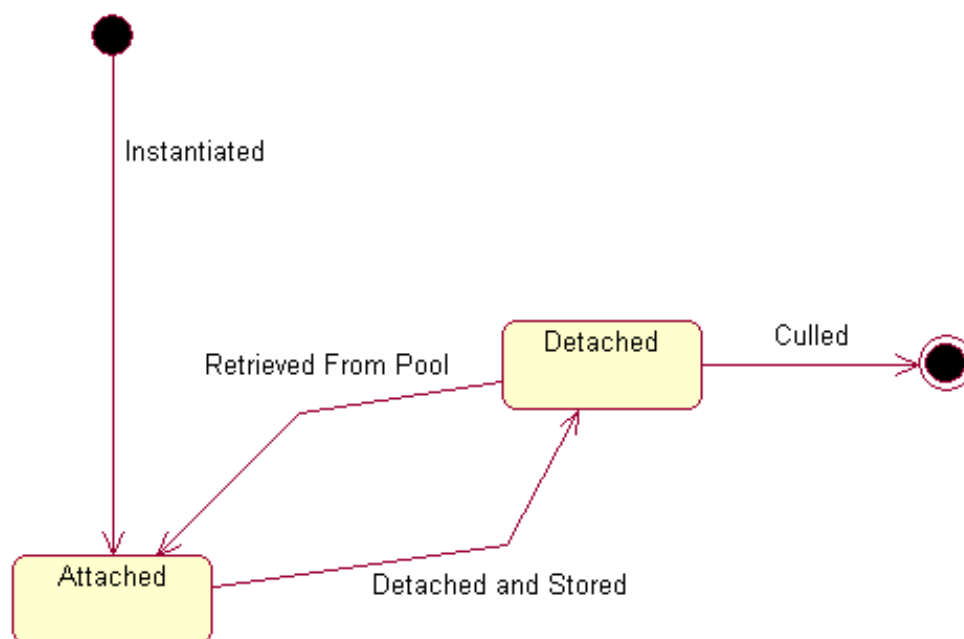 Instantiated
Detached
Culled
Retrieved From Pool
Attached
Detached and Stored